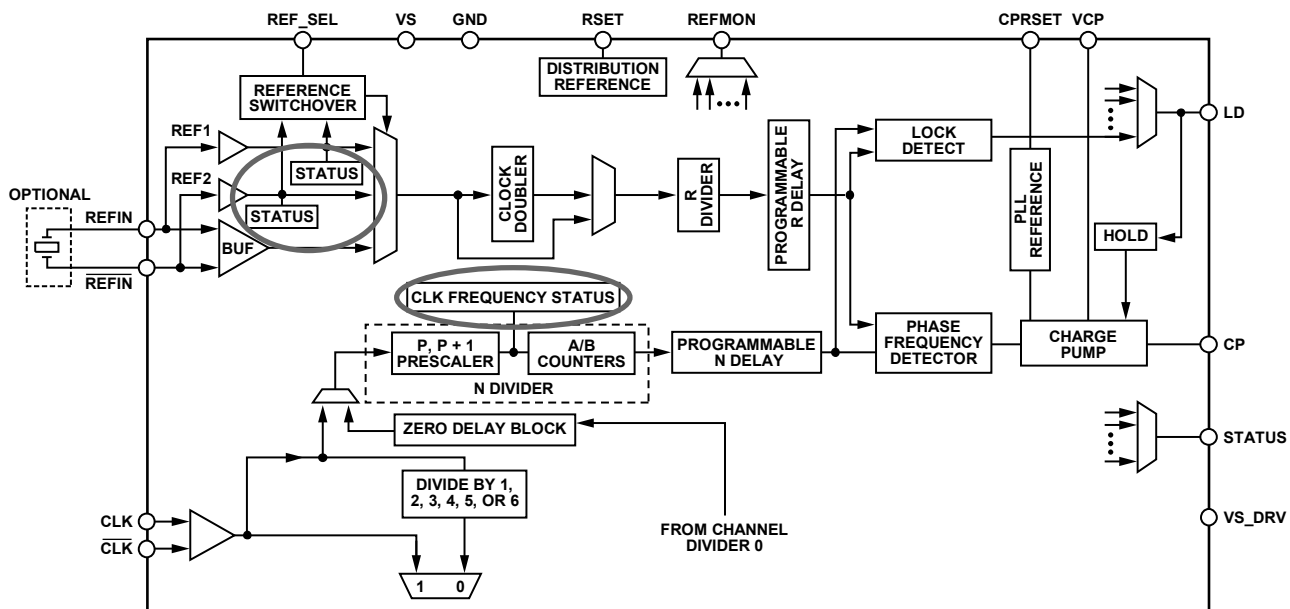 REF_SEL
VS
GND
RSET
REFMON
CPRSET
VCP
DISTRIBUTION
REFERENCE
REFERENCE
SWITCHOVER
REF1
STATUS
REF2
STATUS
OPTIONAL
REFIN
BUF
REFIN
CLOCK
DOUBLER
R
DIVIDER
PROGRAMMABLE
R DELAY
LOCK
DETECT
LD
PLL
REFERENCE
HOLD
CLK FREQUENCY STATUS
P, P + 1
PRESCALER
A/B
COUNTERS
N DIVIDER
PROGRAMMABLE
N DELAY
PHASE
FREQUENCY
DETECTOR
CHARGE
PUMP
CP
ZERO DELAY BLOCK
STATUS
DIVIDE BY 1,
2, 3, 4, 5, OR 6
CLK
CLK
FROM CHANNEL
DIVIDER 0
VS_DRV
1 0